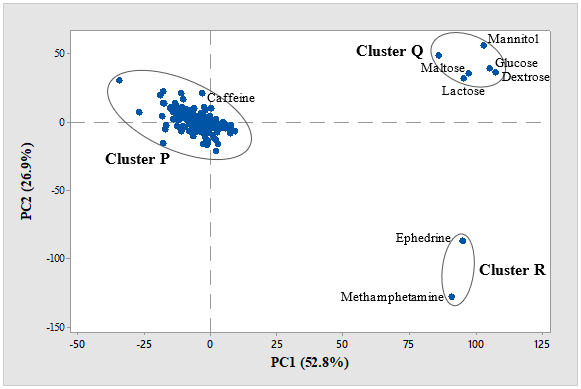 Cluster Q
Mannitol
Maltose
Glucose
Dextrose
Lactose
Caffeine
Cluster P
Ephedrine
Cluster R
Methamphetamine
PC2 (26.9%)
50
0
-50
-100
-150
-50
-25
0
25
50
75
100
125
PC1 (52.8%)